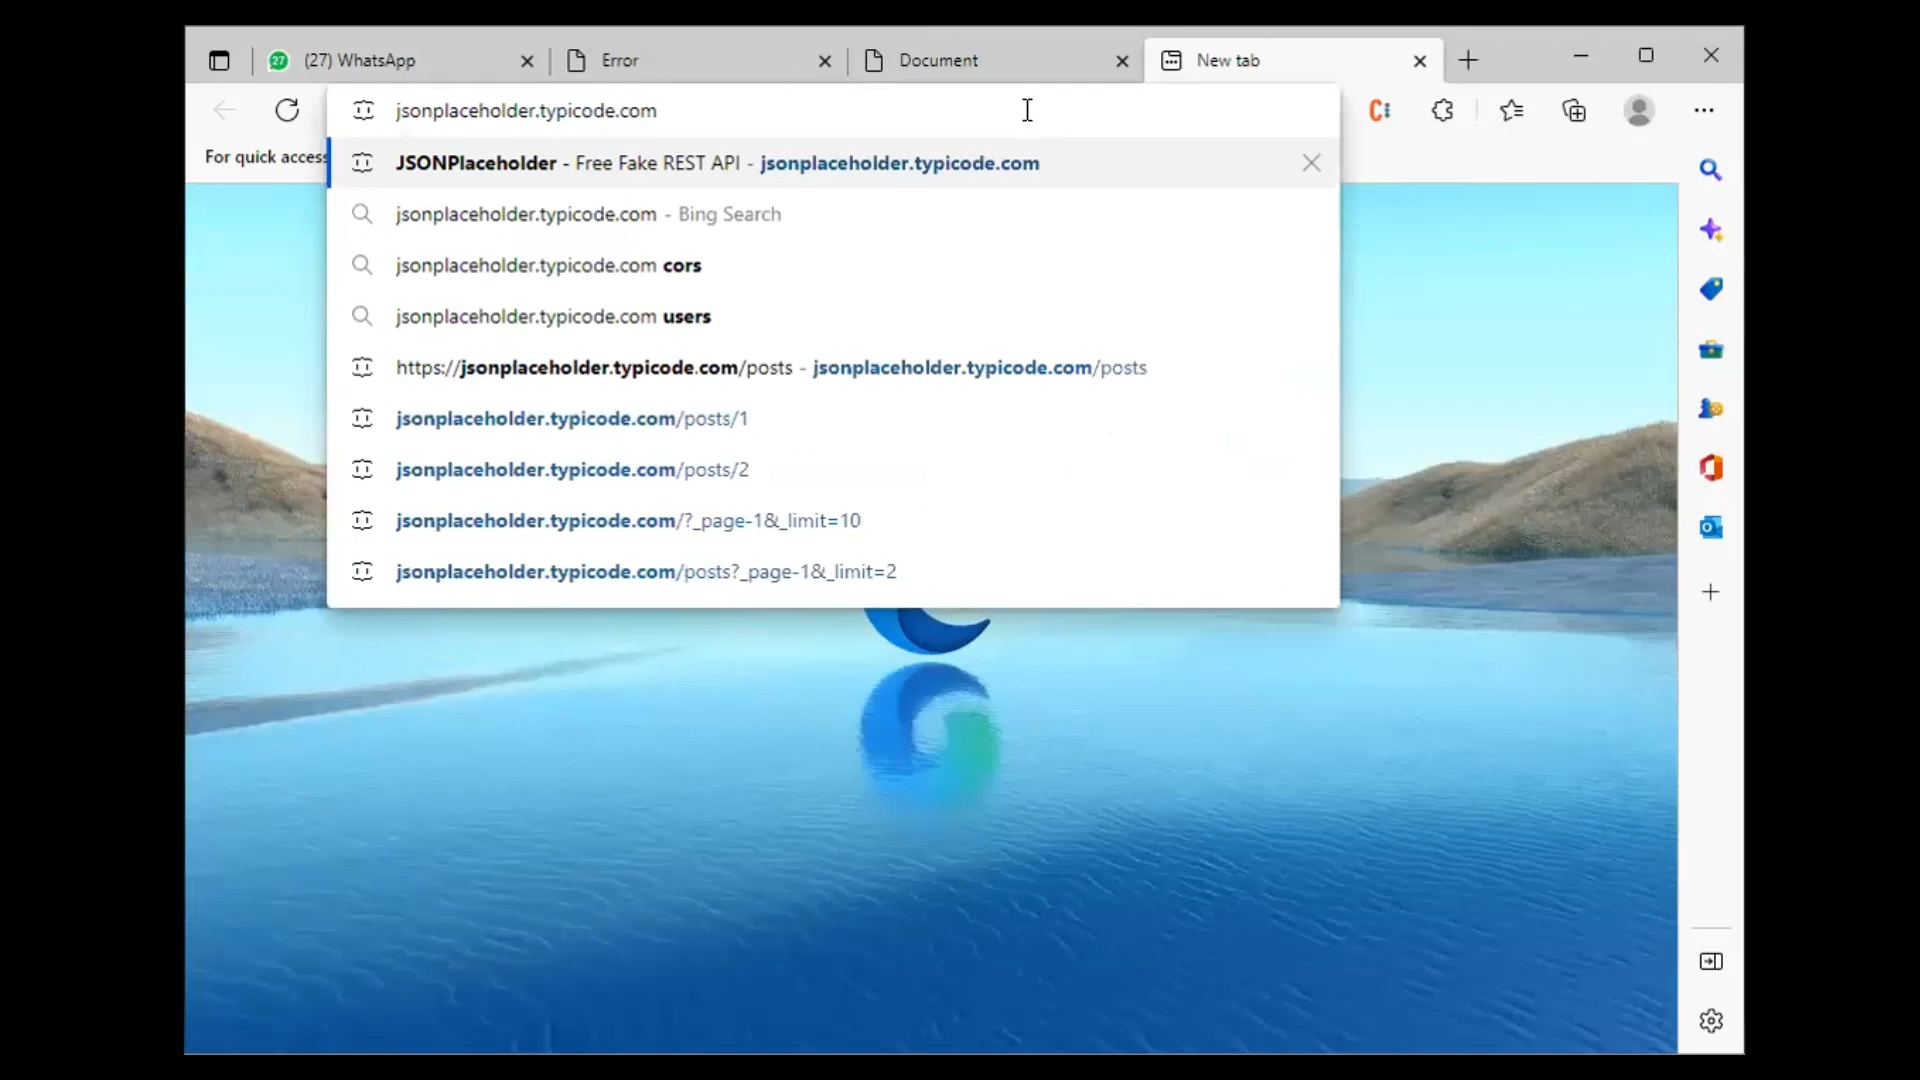 27 (27) WhatsApp Error Document New tab
jsonplaceholder.typicode.com
For quick access
JSONPlaceholder - Free Fake REST API - jsonplaceholder.typicode.com
jsonplaceholder.typicode.com - Bing Search
jsonplaceholder.typicode.com cors
jsonplaceholder.typicode.com users
https://jsonplaceholder.typicode.com/posts - jsonplaceholder.typicode.com/posts
jsonplaceholder.typicode.com/posts/1
jsonplaceholder.typicode.com/posts/2
jsonplaceholder.typicode.com/?_page-1&_limit=10
jsonplaceholder.typicode.com/posts?_page-1&_limit=2